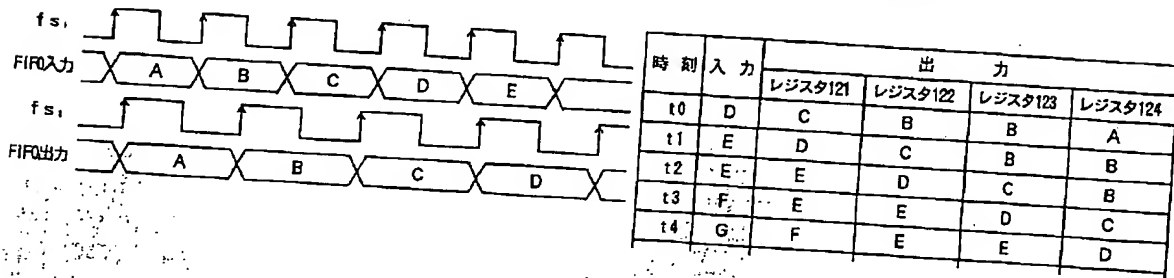 fs₁
FIFO入力
A B C D E
fs₁
FIFO出力
A B C D
時 刻 入 力 出 力
レジスタ121 レジスタ122 レジスタ123 レジスタ124
t0 D C B B A
t1 E D C B B
t2 E E D C B
t3 F E E D C
t4 G F E E D